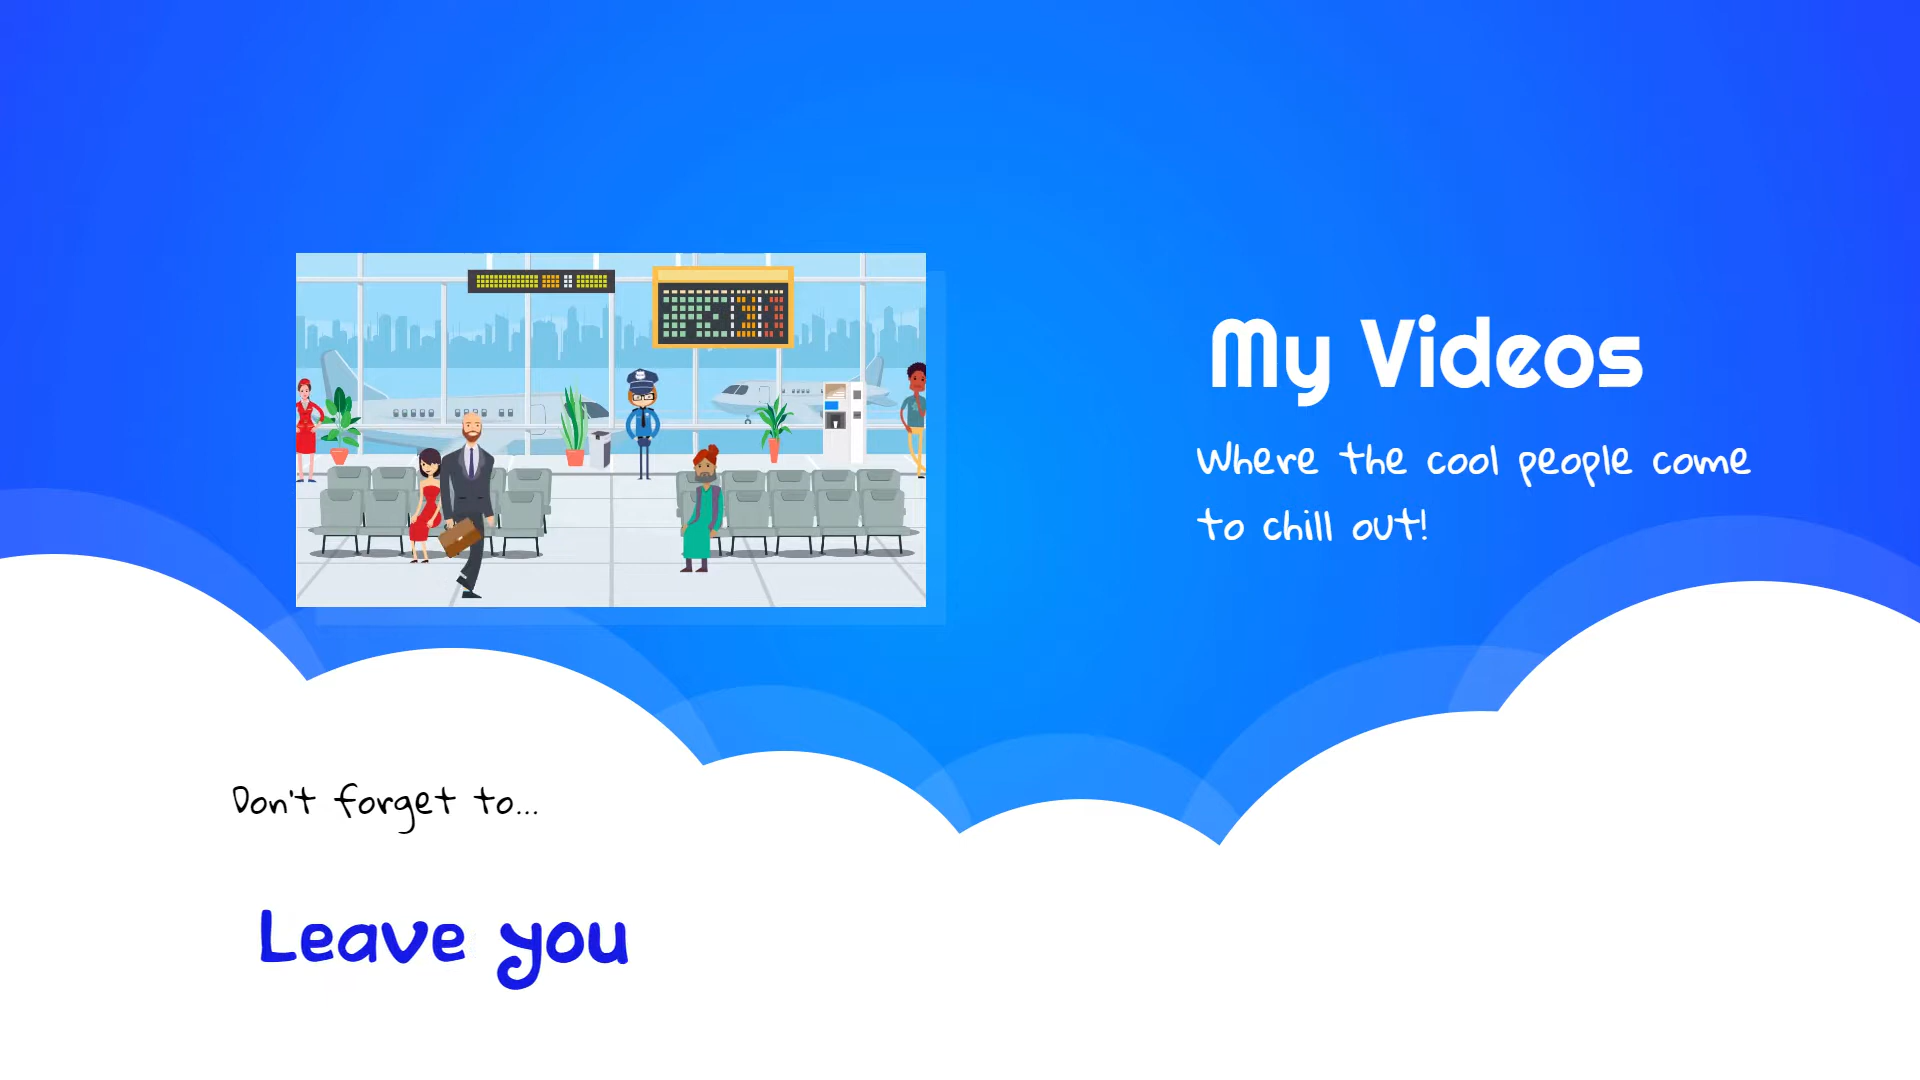 My Videos
Where the cool people come
to chill out!
Don't forget to...
Leave you